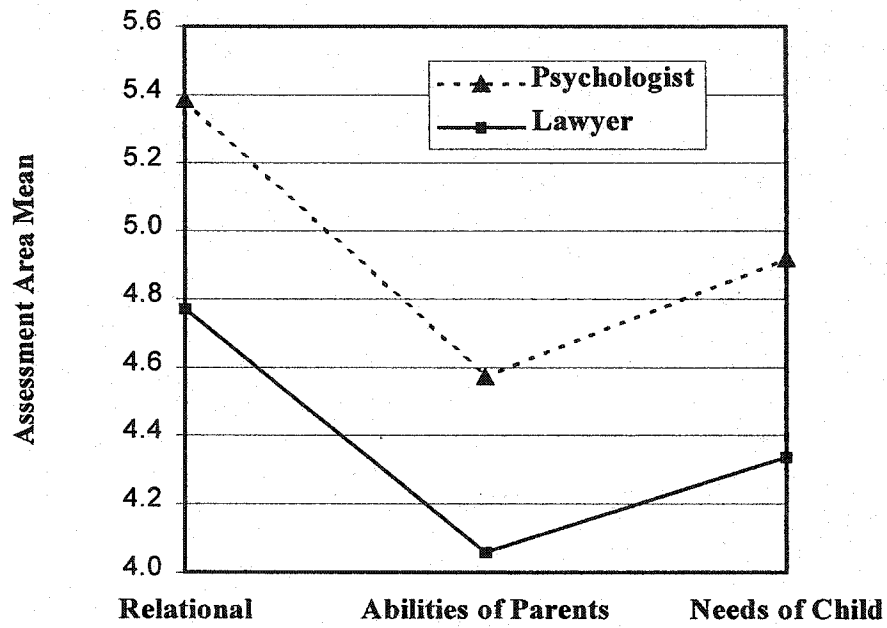 5.6
5.4
5.2
5.0
4.8
4.6
4.4
4.2
4.0
Assessment Area Mean
Psychologist
Lawyer
Relational Abilities of Parents Needs of Child